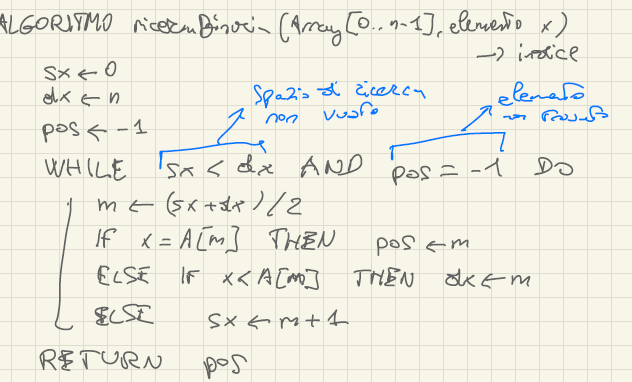 ALGORITMO ricercaBinaria (Array [0..n-1], elemento x)
→ indice
sx ← 0
dx ← n
pos ← -1
spazio di ricerca
non vuoto
elemento
non trovato
WHILE sx < dx AND pos = -1 DO
m ← (sx+dx)/2
IF x = A[m] THEN pos ← m
ELSE IF x < A[m] THEN dx ← m
ELSE sx ← m+1
RETURN pos